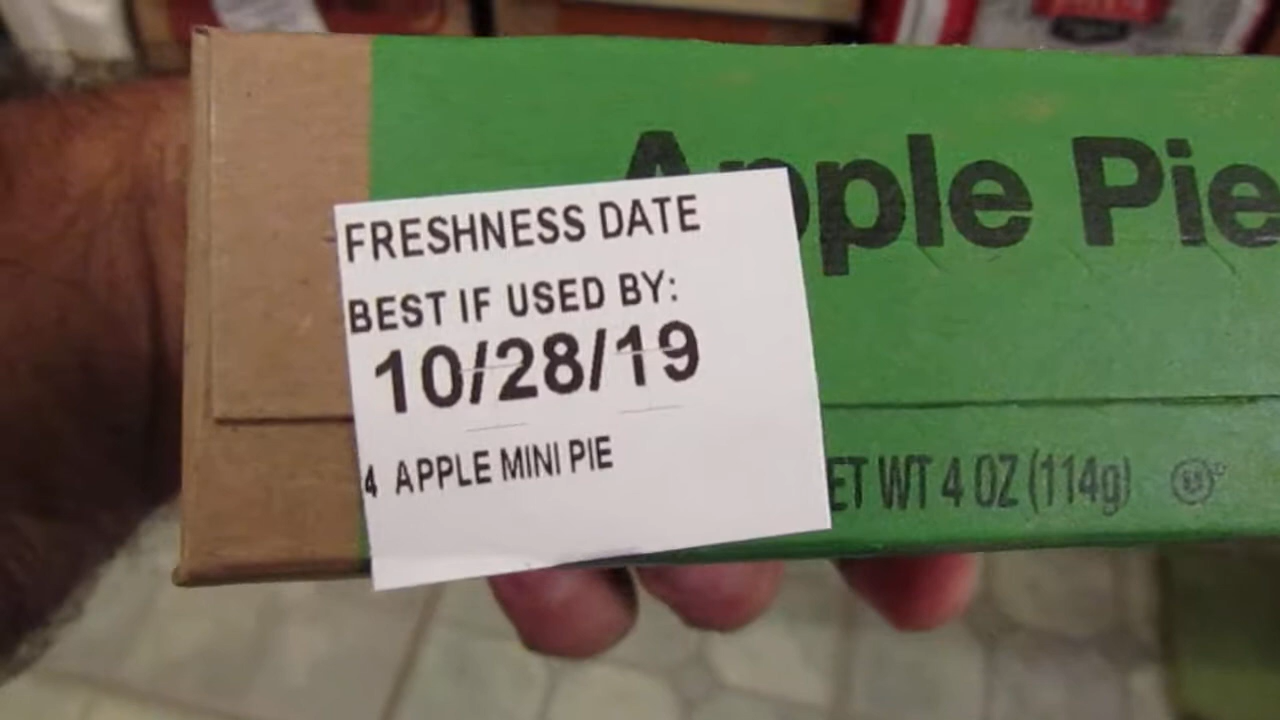 Apple Pie
FRESHNESS DATE
BEST IF USED BY:
10/28/19
4 APPLE MINI PIE
ET WT 4 OZ (114g)